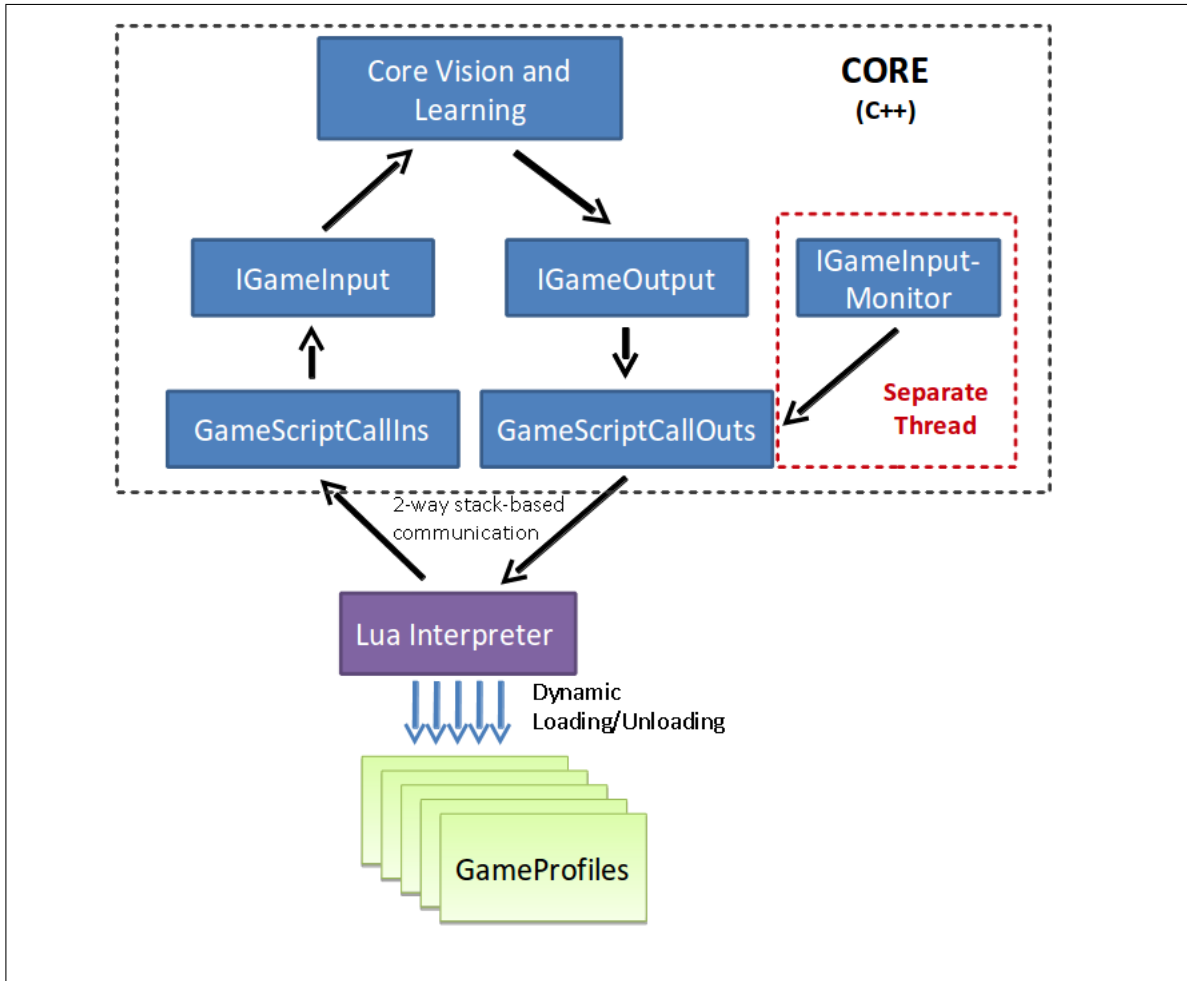 Core Vision and
Learning
CORE
(C++)
IGameInput
IGameOutput
IGameInput-
Monitor
GameScriptCallIns
GameScriptCallOuts
Separate
Thread
2-way stack-based
communication
Lua Interpreter
Dynamic
Loading/Unloading
GameProfiles